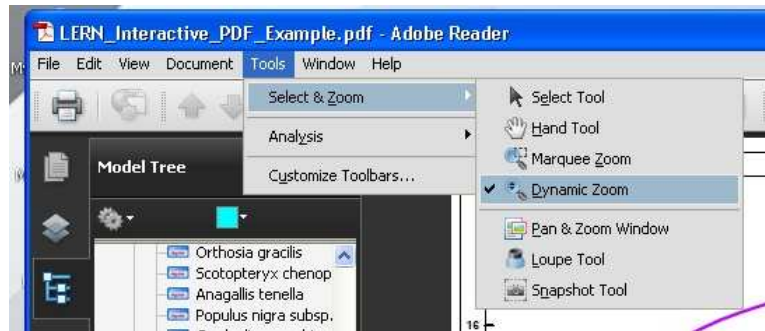 LERN_Interactive_PDF_Example.pdf - Adobe Reader
File Edit View Document Tools Window Help
Select & Zoom
Analysis
Customize Toolbars...
Select Tool
Hand Tool
Marquee Zoom
Dynamic Zoom
Pan & Zoom Window
Loupe Tool
Snapshot Tool
Model Tree
Orthosia gracilis
Scotopteryx chenop
Anagallis tenella
Populus nigra subsp.
16